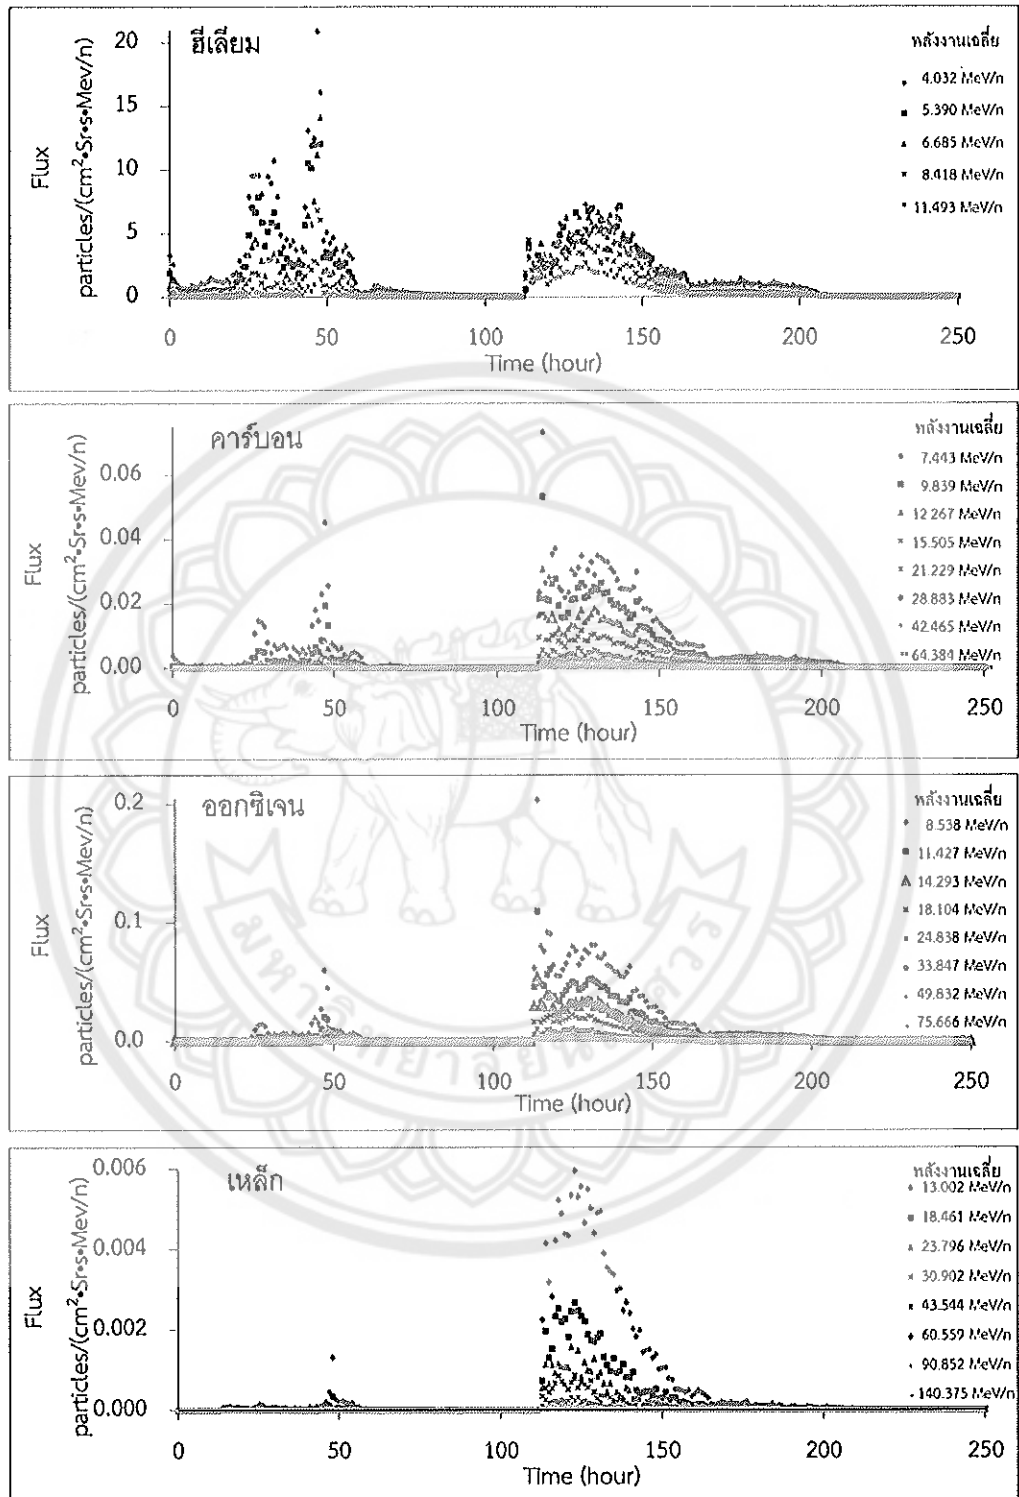 ฮีเลียม
Flux
particles/(cm²•Sr•s•Mev/n)
20
15
10
5
0
0 50 100 150 200 250
Time (hour)
พลังงานเฉลี่ย
4.032 MeV/n
5.390 MeV/n
6.685 MeV/n
8.418 MeV/n
11.493 MeV/n
คาร์บอน
Flux
particles/(cm²•Sr•s•Mev/n)
0.06
0.04
0.02
0.00
0 50 100 150 200 250
Time (hour)
พลังงานเฉลี่ย
7.443 MeV/n
9.839 MeV/n
12.267 MeV/n
15.505 MeV/n
21.229 MeV/n
28.883 MeV/n
42.465 MeV/n
64.384 MeV/n
ออกซิเจน
Flux
particles/(cm²•Sr•s•Mev/n)
0.2
0.1
0.0
0 50 100 150 200 250
Time (hour)
พลังงานเฉลี่ย
8.538 MeV/n
11.427 MeV/n
14.293 MeV/n
18.104 MeV/n
24.838 MeV/n
33.847 MeV/n
49.832 MeV/n
75.666 MeV/n
เหล็ก
Flux
particles/(cm²•Sr•s•Mev/n)
0.006
0.004
0.002
0.000
0 50 100 150 200 250
Time (hour)
พลังงานเฉลี่ย
13.002 MeV/n
18.461 MeV/n
23.796 MeV/n
30.902 MeV/n
43.544 MeV/n
60.559 MeV/n
90.852 MeV/n
140.375 MeV/n